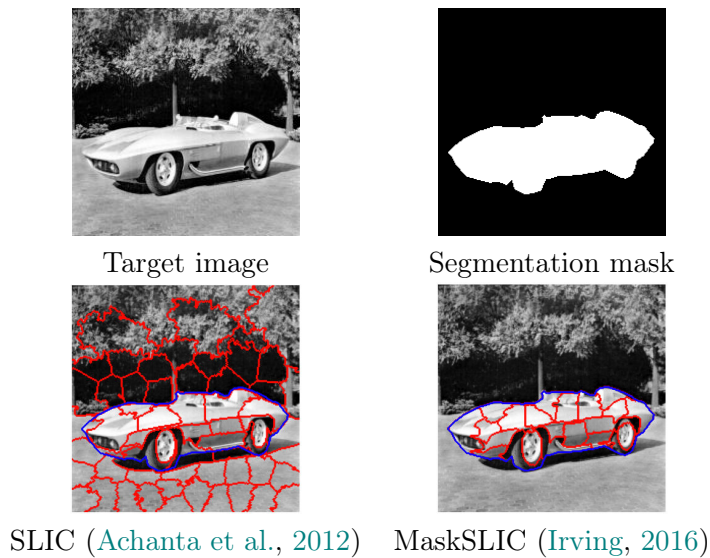 Target image
Segmentation mask
SLIC (Achanta et al., 2012)
MaskSLIC (Irving, 2016)